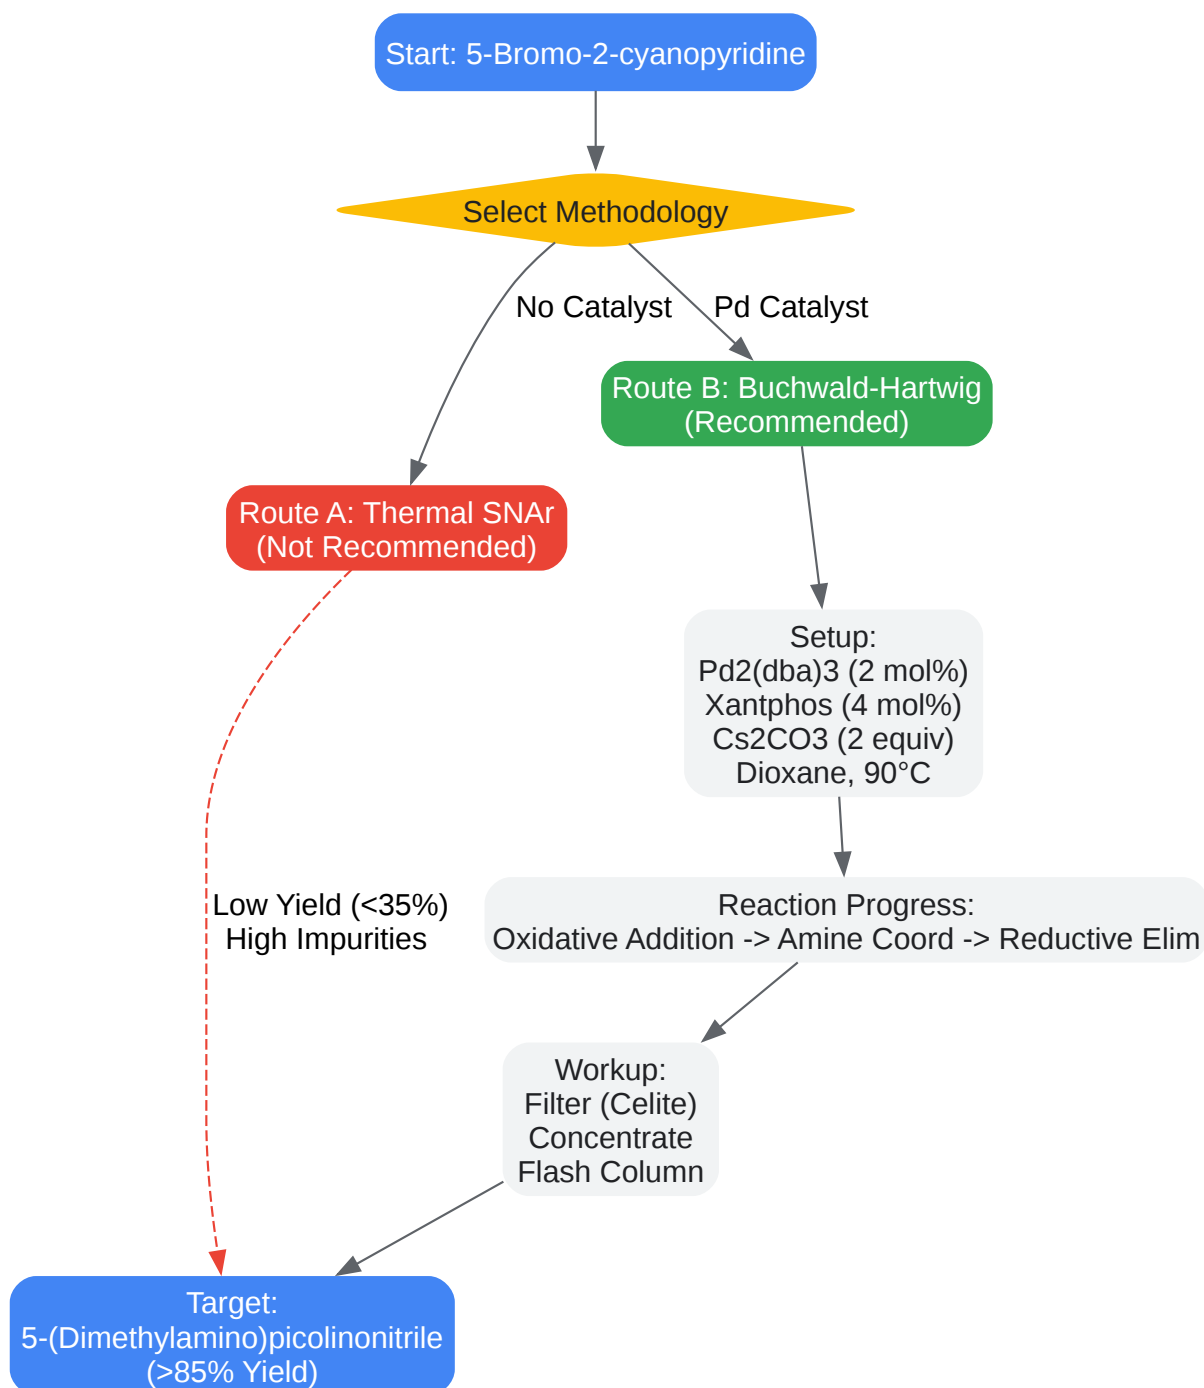 Start: 5-Bromo-2-cyanopyridine
Select Methodology
No Catalyst
Pd Catalyst
Route B: Buchwald-Hartwig
(Recommended)
Route A: Thermal SNAr
(Not Recommended)
Setup:
Pd2(dba)3 (2 mol%)
Xantphos (4 mol%)
Cs2CO3 (2 equiv)
Dioxane, 90°C
Low Yield (<35%)
High Impurities
Reaction Progress:
Oxidative Addition -> Amine Coord -> Reductive Elim
Workup:
Filter (Celite)
Concentrate
Flash Column
Target:
5-(Dimethylamino)picolinonitrile
(>85% Yield)